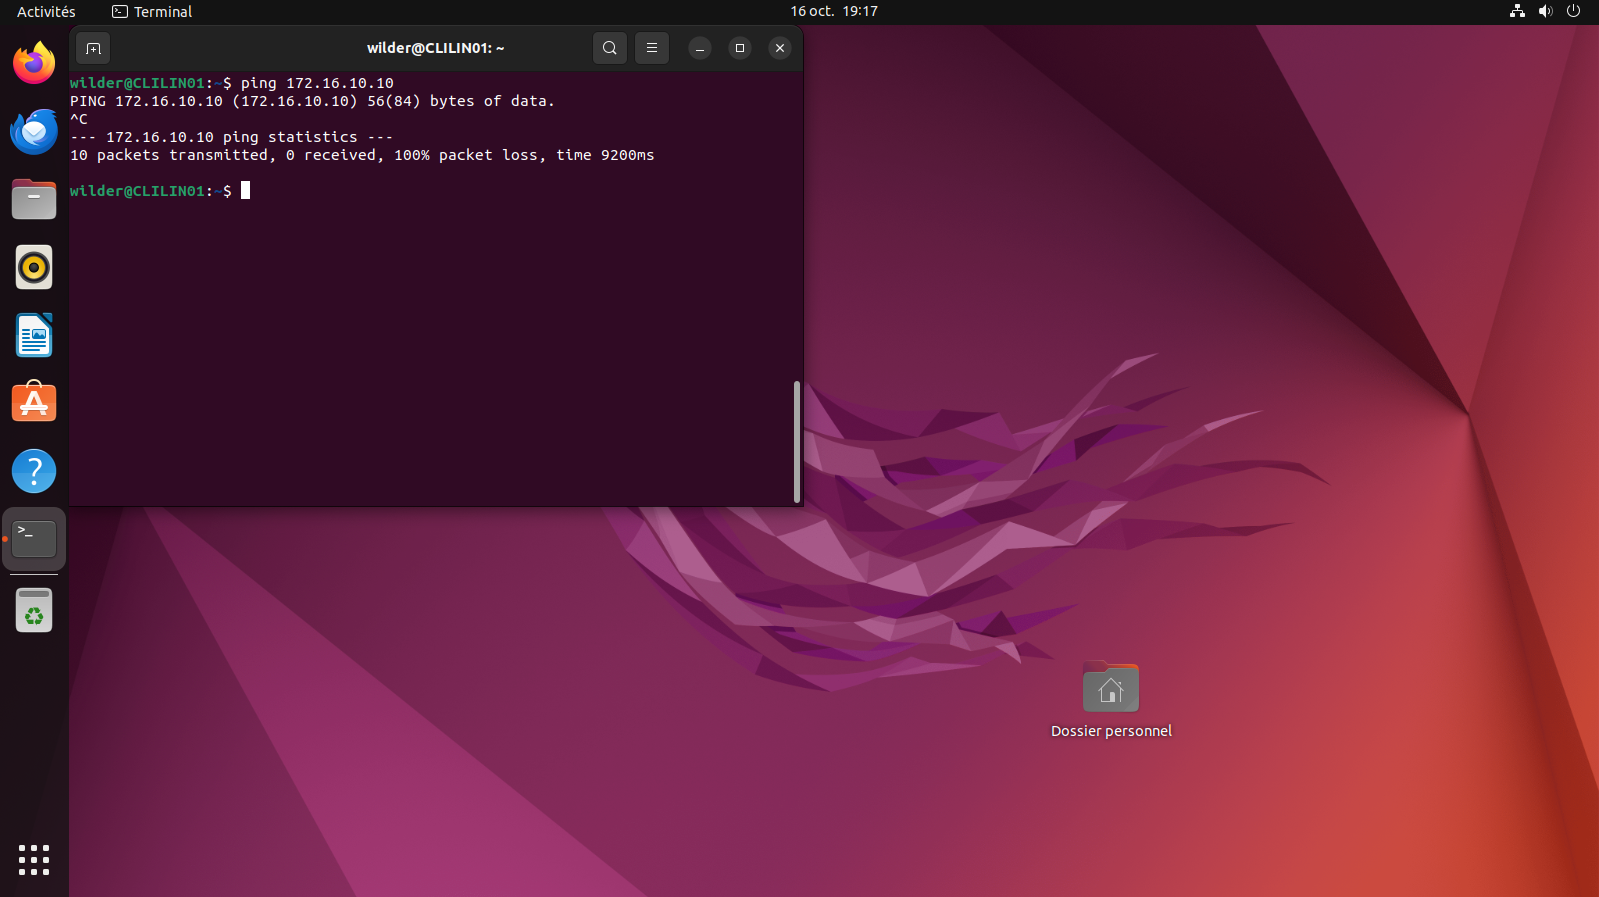 Activités
Terminal
16 oct. 19:17
wilder@CLILIN01: ~
wilder@CLILIN01:~$ ping 172.16.10.10
PING 172.16.10.10 (172.16.10.10) 56(84) bytes of data.
^C
--- 172.16.10.10 ping statistics ---
10 packets transmitted, 0 received, 100% packet loss, time 9200ms
wilder@CLILIN01:~$
Dossier personnel